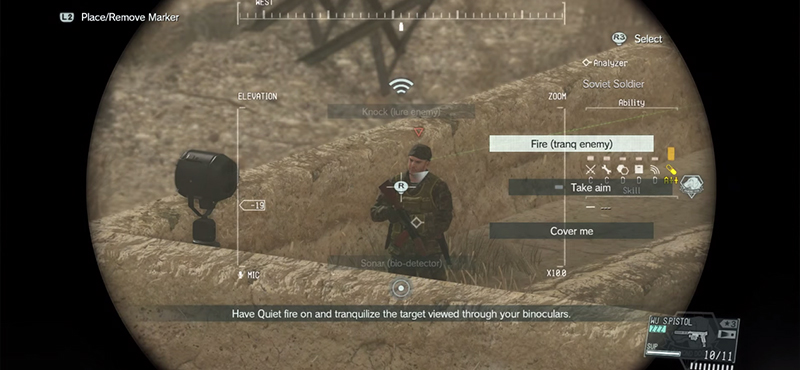 WEST
L2 Place/Remove Marker
R3 Select
Analyzer
Soviet Soldier
ELEVATION
ZOOM
Ability
Knock (lure enemy)
Fire (tranq enemy)
R
Take aim
Skill
-19
Cover me
Sonar (bio-detector)
MIC
X10.0
Have Quiet fire on and tranquilize the target viewed through your binoculars.
WU S.PISTOL
SUP
10/11